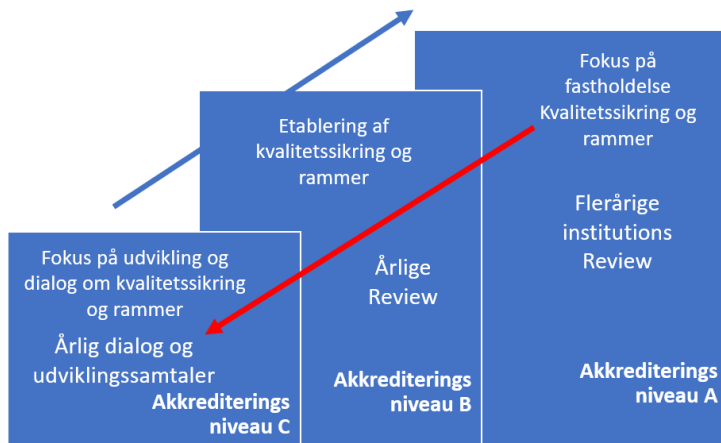 Fokus på udvikling og
dialog om kvalitetssikring
og rammer
Årlig dialog og
udviklingssamtaler
Akkrediterings
niveau C
Etablering af
kvalitetssikring og
rammer
Årlige
Review
Akkrediterings
niveau B
Fokus på
fastholdelse
Kvalitetssikring og
rammer
Flerårige
institutions
Review
Akkrediterings
niveau A